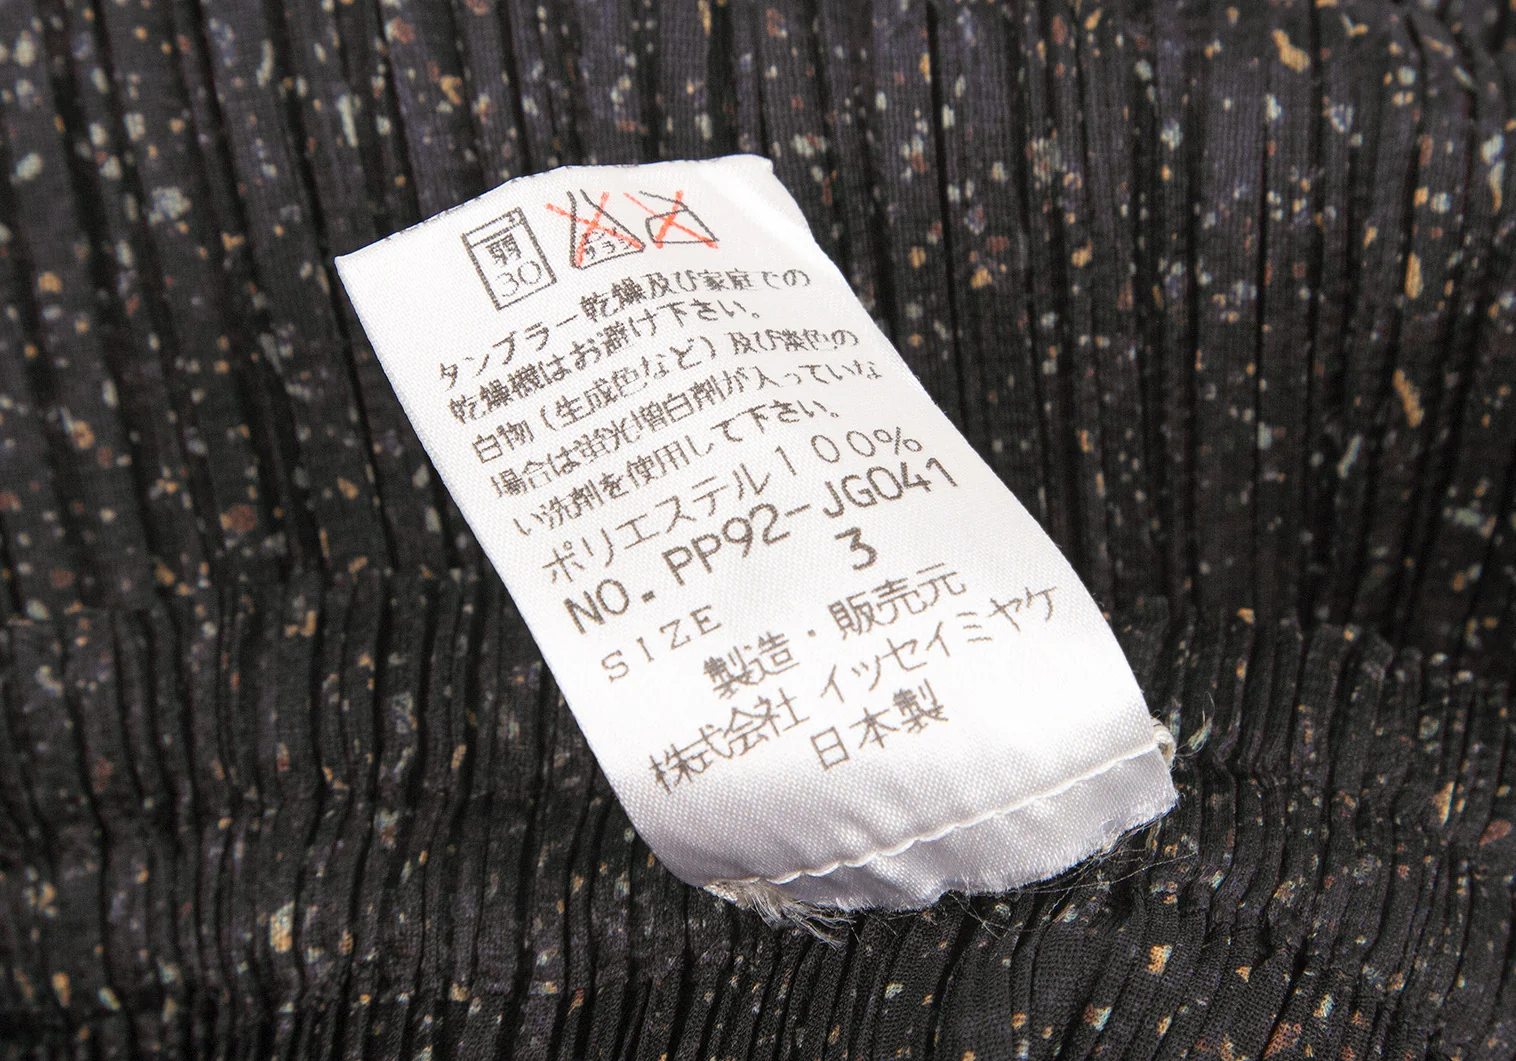 弱
30
サラシ
タンブラー乾燥及び家庭での
乾燥機はお避け下さい。
白物(生成色など)及び淡色の
場合は蛍光増白剤が入っていな
い洗剤を使用して下さい。
ポリエステル100%
NO. PP92-JG041
SIZE 3
製造・販売元
株式会社 イッセイミヤケ
日本製